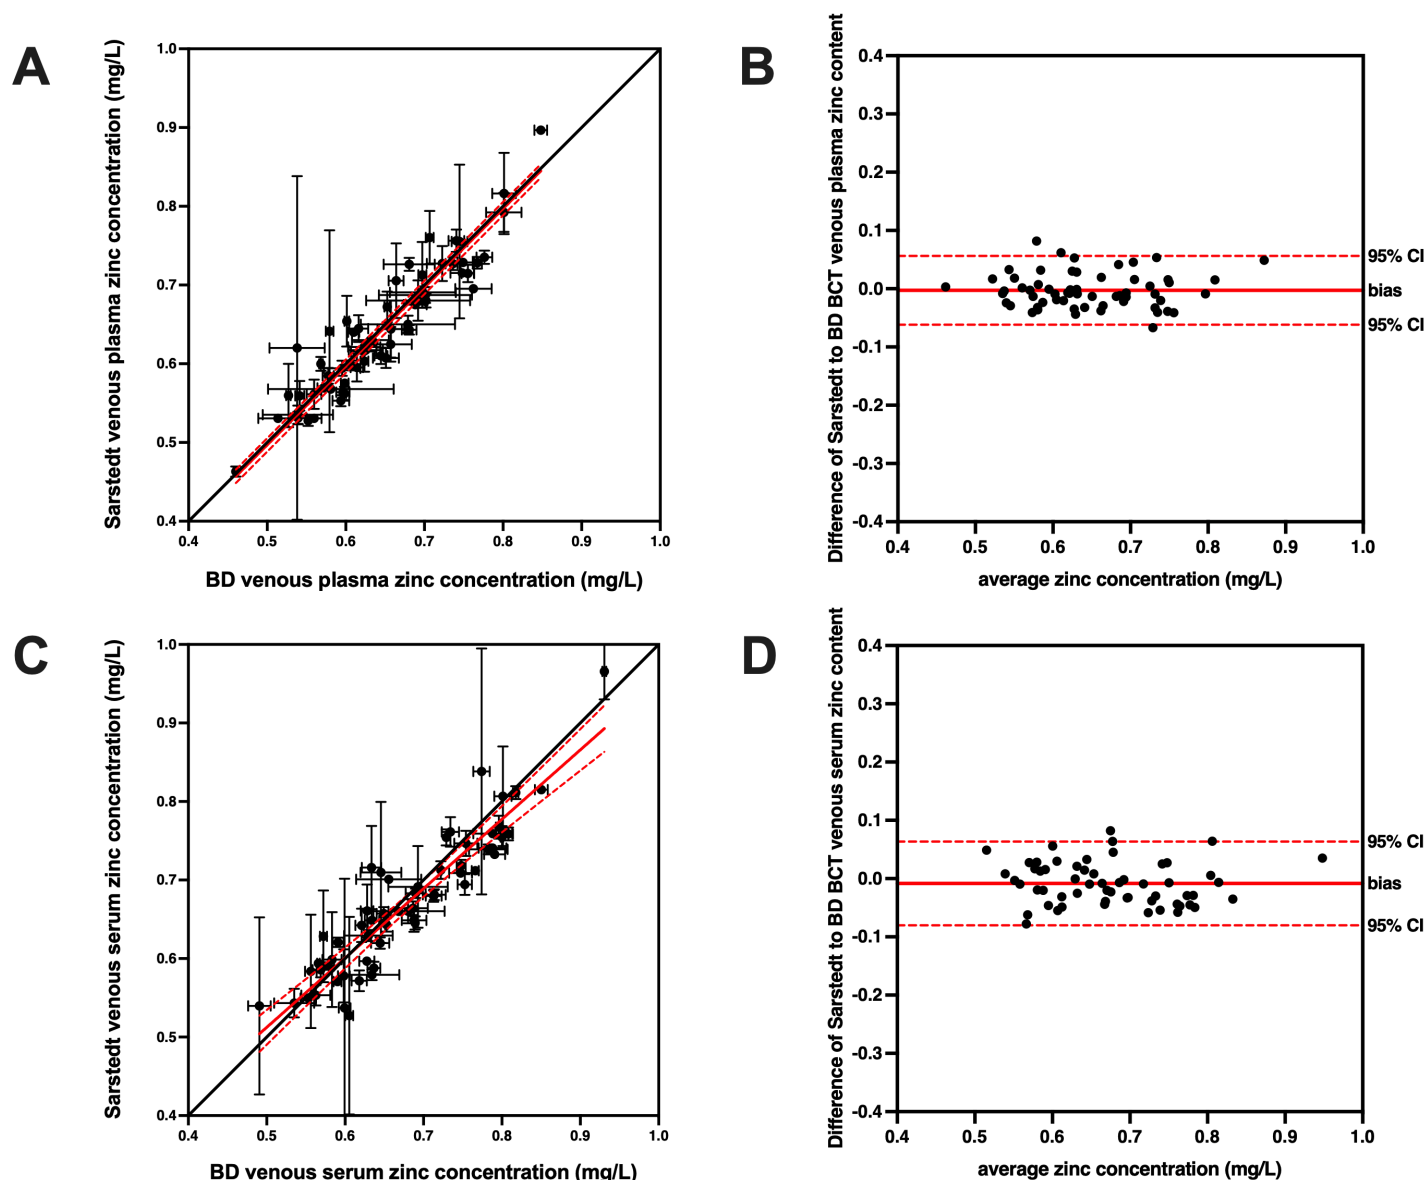 A
Sarstedt venous plasma zinc concentration (mg/L)
1.0
0.9
0.8
0.7
0.6
0.5
0.4
0.4 0.5 0.6 0.7 0.8 0.9 1.0
BD venous plasma zinc concentration (mg/L)
B
Difference of Sarstedt to BD BCT venous plasma zinc content
0.4
0.3
0.2
0.1
0.0
-0.1
-0.2
-0.3
-0.4
95% CI
bias
95% CI
0.4 0.5 0.6 0.7 0.8 0.9 1.0
average zinc concentration (mg/L)
C
Sarstedt venous serum zinc concentration (mg/L)
1.0
0.9
0.8
0.7
0.6
0.5
0.4
0.4 0.5 0.6 0.7 0.8 0.9 1.0
BD venous serum zinc concentration (mg/L)
D
Difference of Sarstedt to BD BCT venous serum zinc content
0.4
0.3
0.2
0.1
0.0
-0.1
-0.2
-0.3
-0.4
95% CI
bias
95% CI
0.4 0.5 0.6 0.7 0.8 0.9 1.0
average zinc concentration (mg/L)